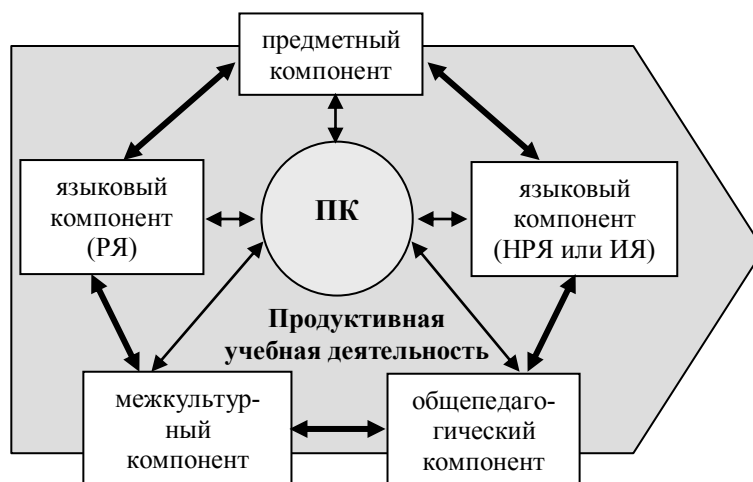 предметный
компонент
языковый
компонент
(РЯ)
ПК
языковый
компонент
(НРЯ или ИЯ)
Продуктивная
учебная деятельность
межкультур-
ный
компонент
общепедаго-
гический
компонент